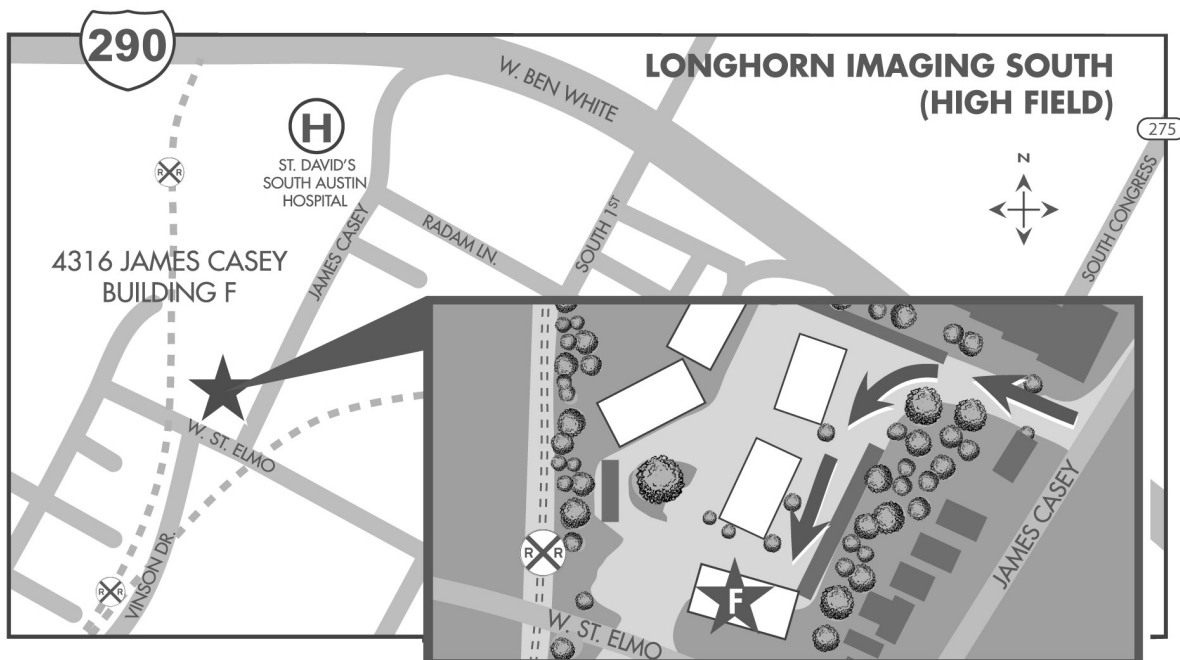 290
W. BEN WHITE
LONGHORN IMAGING SOUTH
(HIGH FIELD)
275
H
ST. DAVID'S
SOUTH AUSTIN
HOSPITAL
N
R R
SOUTH CONGRESS
SOUTH 1ST
RADAM LN.
JAMES CASEY
4316 JAMES CASEY
BUILDING F
W. ST. ELMO
VINSON DR.
R R
R R
JAMES CASEY
F
W. ST. ELMO